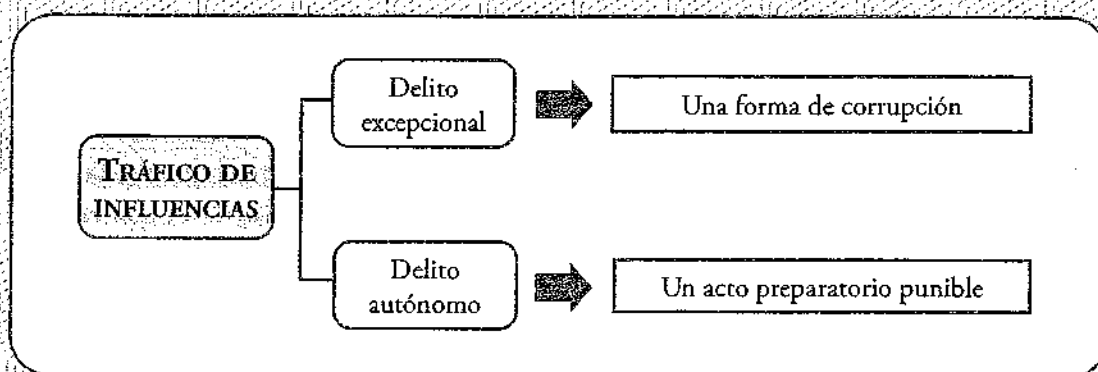 Delito
excepcional
Una forma de corrupción
TRÁFICO DE
INFLUENCIAS
Delito
autónomo
Un acto preparatorio punible